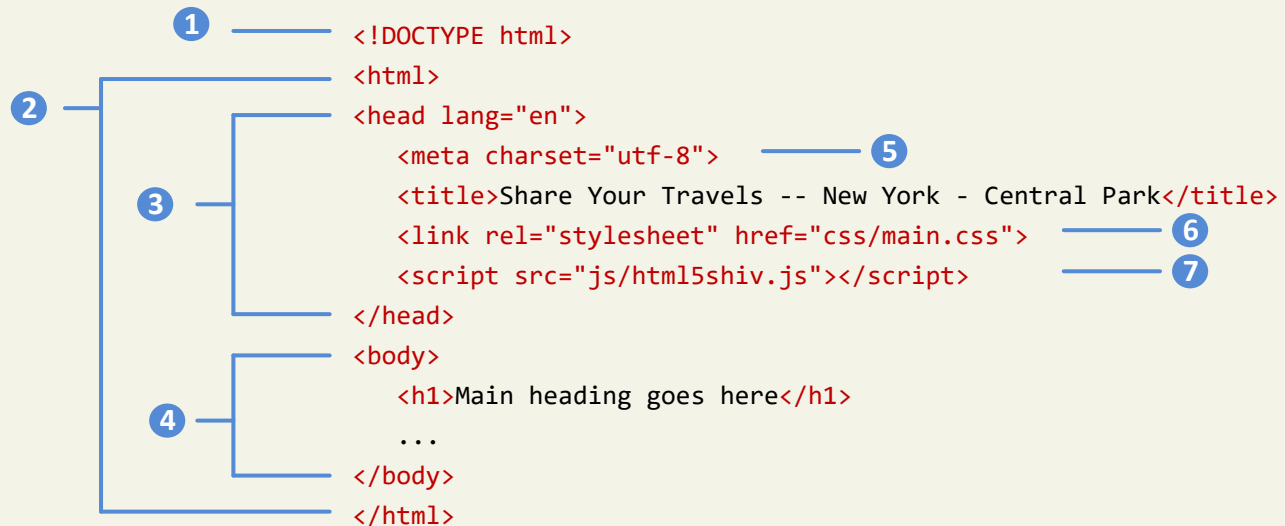 1 <!DOCTYPE html>
<html>
2 <head lang="en">
<meta charset="utf-8"> 5
3 <title>Share Your Travels -- New York - Central Park</title>
<link rel="stylesheet" href="css/main.css"> 6
<script src="js/html5shiv.js"></script> 7
</head>
<body>
<h1>Main heading goes here</h1>
4 ...
</body>
</html>